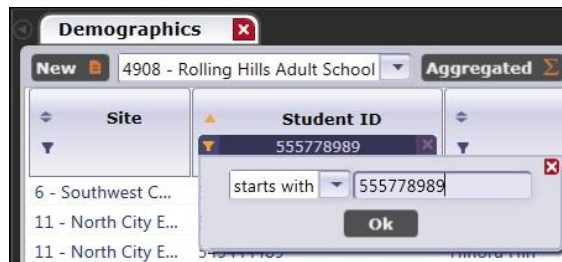 Demographics
New 4908 - Rolling Hills Adult School Aggregated Σ
Site Student ID
555778989
starts with 555778989
6 - Southwest C...
Ok
11 - North City E...
11 - North City E...